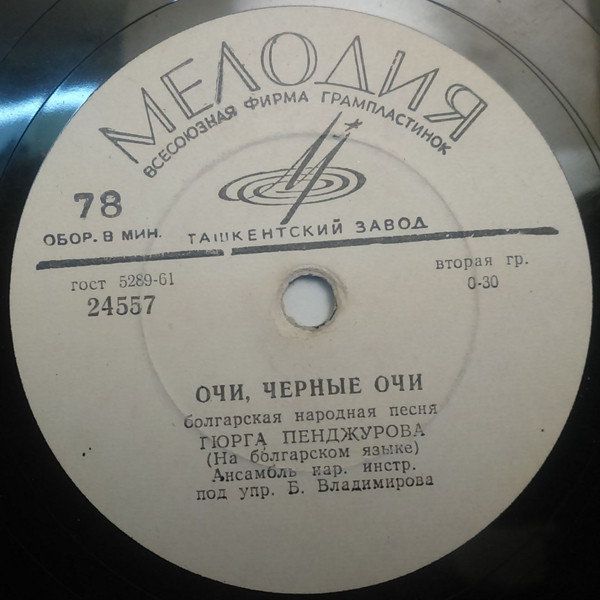 МЕЛОДИЯ
ВСЕСОЮЗНАЯ ФИРМА ГРАМПЛАСТИНОК
78
ОБОР. В МИН.
ТАШКЕНТСКИЙ ЗАВОД
гост 5289-61
24557
вторая гр.
0-30
ОЧИ, ЧЕРНЫЕ ОЧИ
болгарская народная песня
ГЮРГА ПЕНДЖУРОВА
(На болгарском языке)
Ансамбль нар. инстр.
под упр. Б. Владимирова